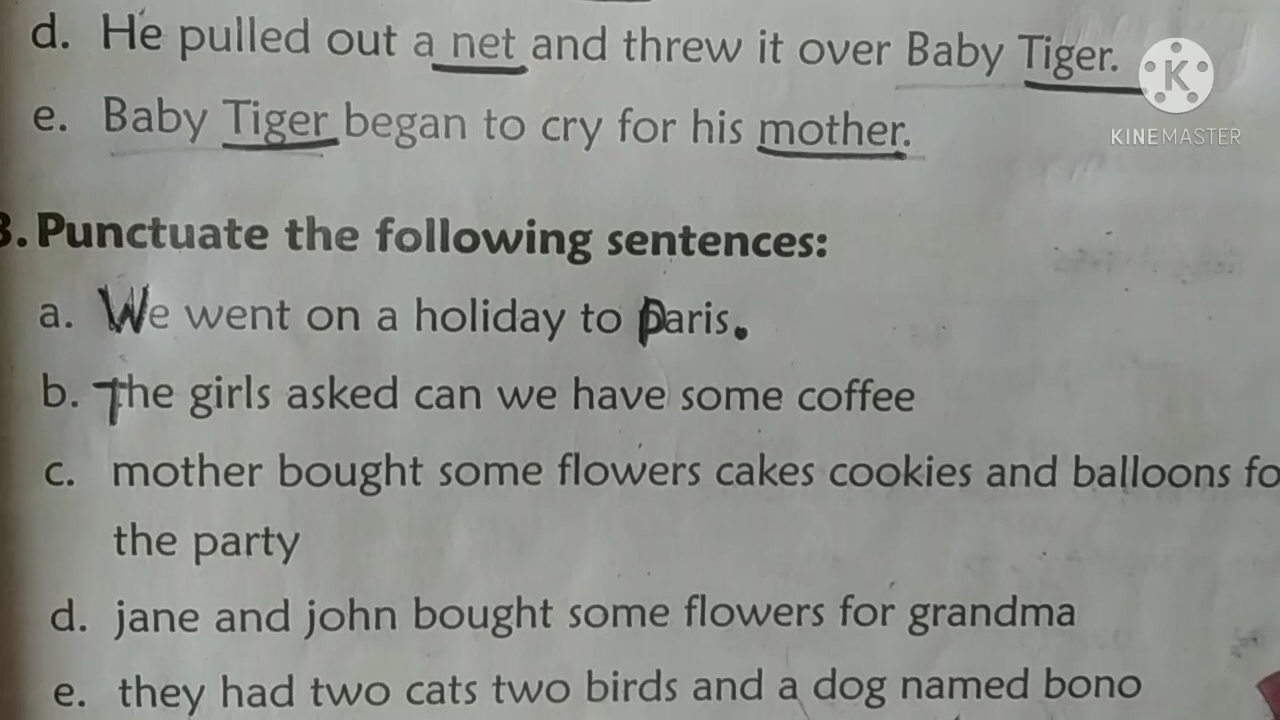 d. He pulled out a net and threw it over Baby Tiger.
K
KINEMASTER
e. Baby Tiger began to cry for his mother.
3. Punctuate the following sentences:
a. We went on a holiday to Paris.
b. The girls asked can we have some coffee
c. mother bought some flowers cakes cookies and balloons fo
the party
d. jane and john bought some flowers for grandma
e. they had two cats two birds and a dog named bono